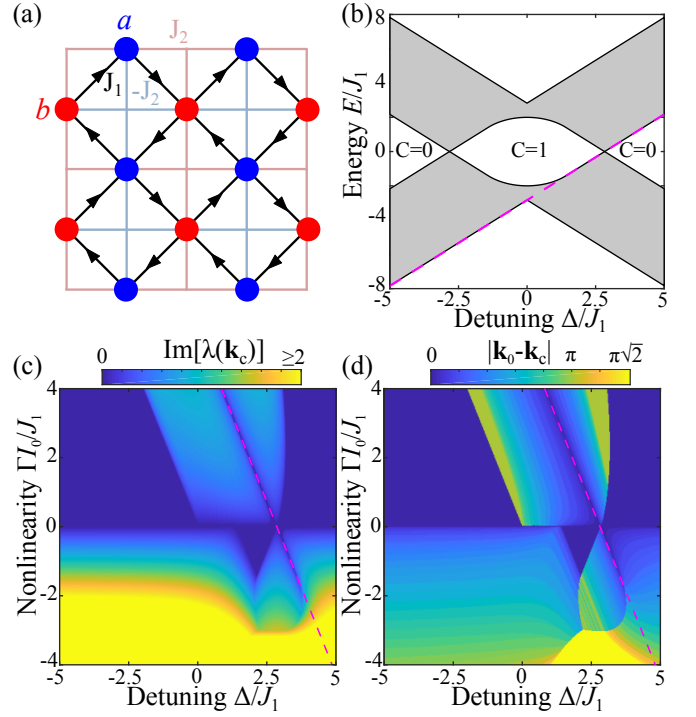 (a)
a
J₂
J₁
-J₂
b
(b)
Energy E/J₁
8
4
0
-4
-8
C=0
C=1
C=0
-5
-2.5
0
2.5
5
Detuning Δ/J₁
(c)
0
Im[λ(k_c)]
≥2
Nonlinearity ΓI₀/J₁
4
2
0
-2
-4
-5
-2.5
0
2.5
5
Detuning Δ/J₁
(d)
0
|k₀-k_c|
π
π√2
Nonlinearity ΓI₀/J₁
4
2
0
-2
-4
-5
-2.5
0
2.5
5
Detuning Δ/J₁